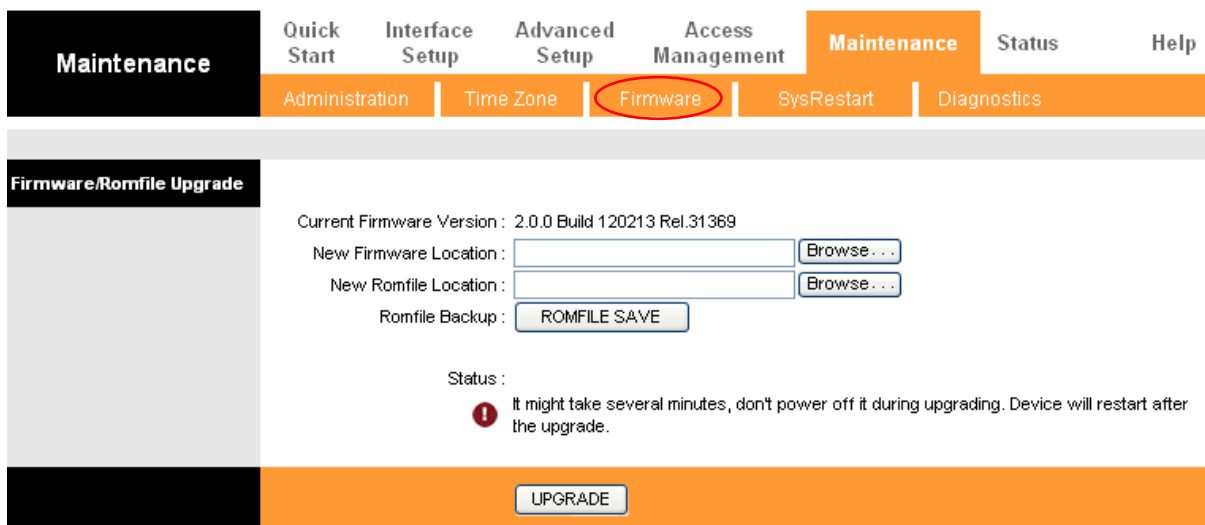 Maintenance
Quick Start
Interface Setup
Advanced Setup
Access Management
Maintenance
Status
Help
Administration
Time Zone
Firmware
SysRestart
Diagnostics
Firmware/Romfile Upgrade
Current Firmware Version : 2.0.0 Build 120213 Rel.31369
New Firmware Location : Browse...
New Romfile Location : Browse...
Romfile Backup : ROMFILE SAVE
Status :
It might take several minutes, don't power off it during upgrading. Device will restart after
the upgrade.
UPGRADE